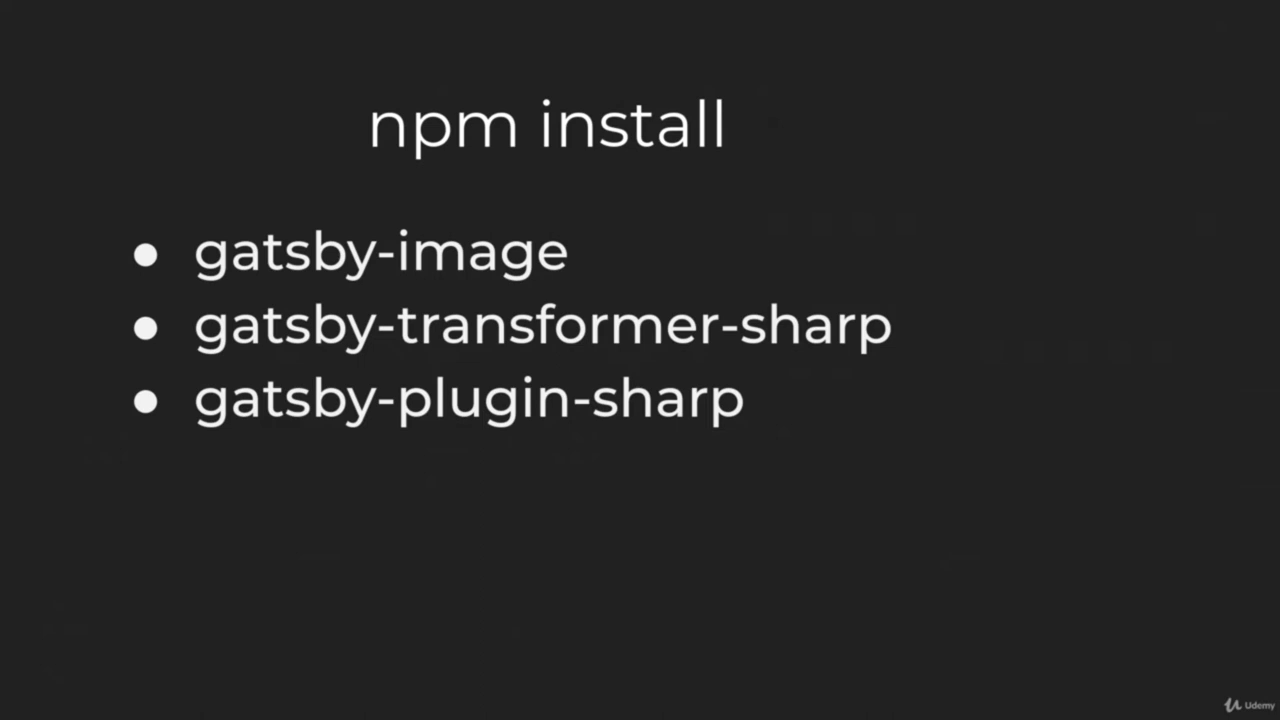 npm install
● gatsby-image
● gatsby-transformer-sharp
● gatsby-plugin-sharp
Udemy